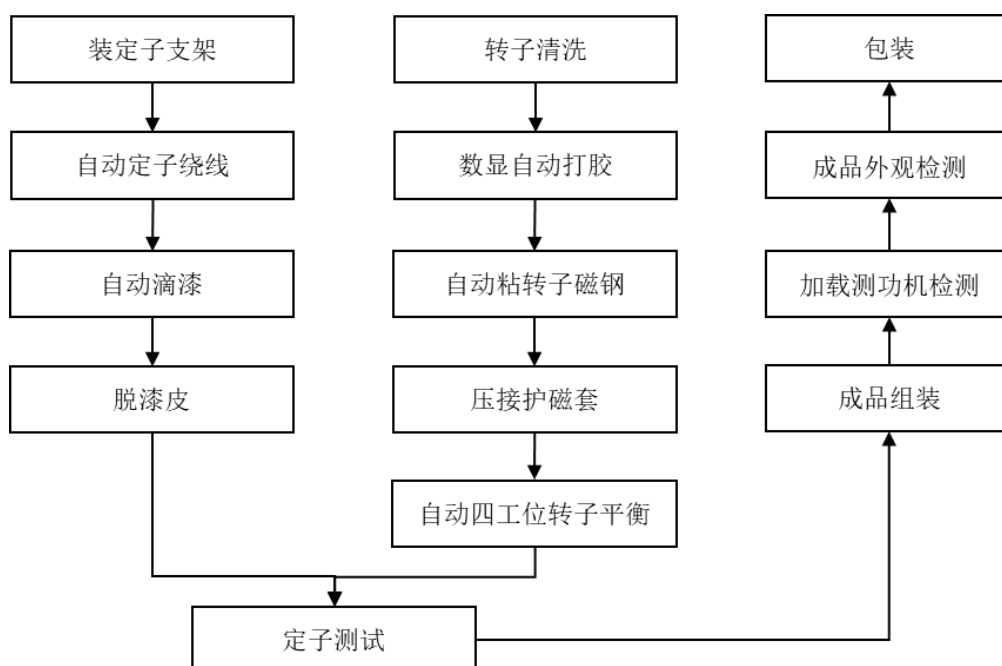 装定子支架
自动定子绕线
自动滴漆
脱漆皮
转子清洗
数显自动打胶
自动粘转子磁钢
压接护磁套
自动四工位转子平衡
定子测试
成品组装
加载测功机检测
成品外观检测
包装